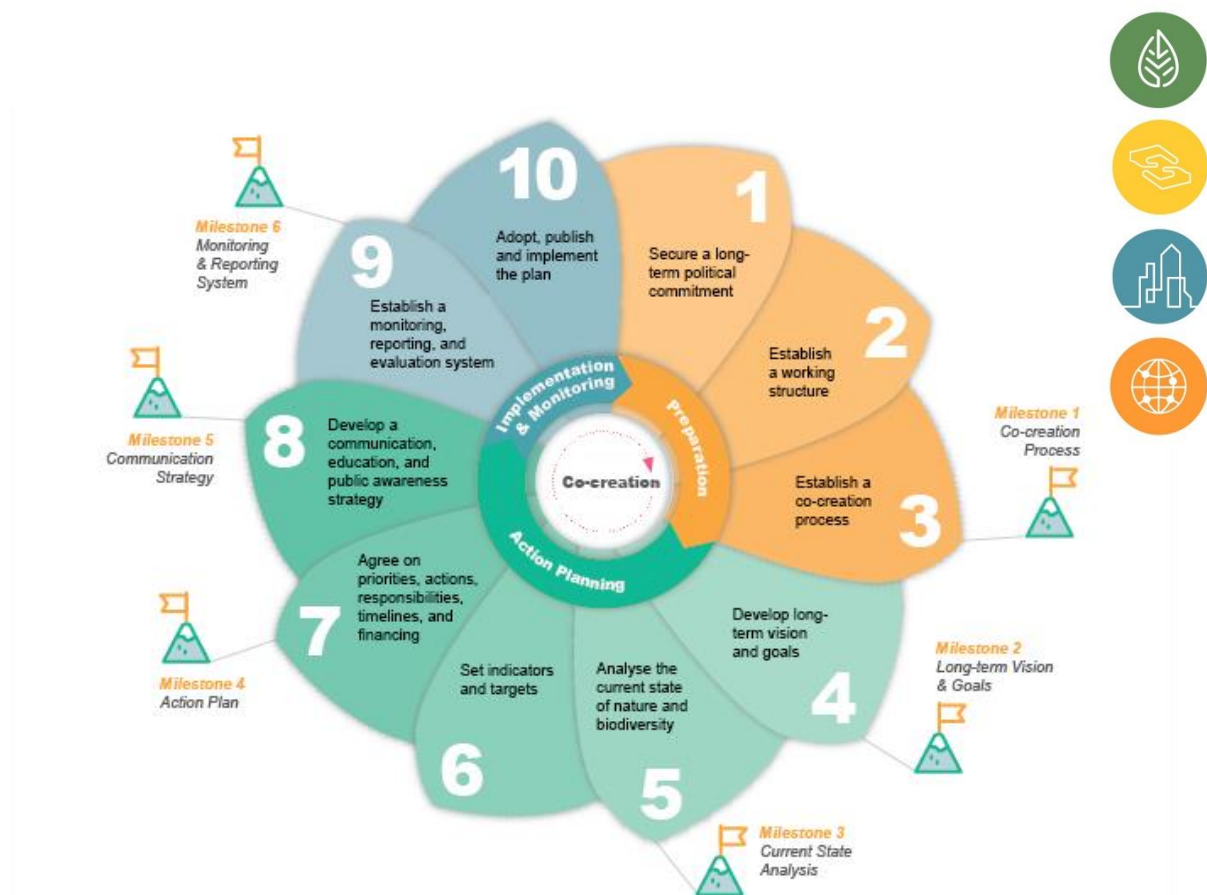 10
Adopt, publish
and implement
the plan
1
Secure a long-
term political
commitment
2
Establish
a working
structure
Milestone 1
Co-creation
Process
3
Establish a
co-creation
process
Milestone 2
Long-term Vision
& Goals
4
Develop long-
term vision
and goals
Milestone 3
Current State
Analysis
5
Analyse the
current state
of nature and
biodiversity
6
Set indicators
and targets
Milestone 4
Action Plan
7
Agree on
priorities, actions,
responsibilities,
timelines, and
financing
Milestone 5
Communication
Strategy
8
Develop a
communication,
education, and
public awareness
strategy
Milestone 6
Monitoring
& Reporting
System
9
Establish a
monitoring,
reporting, and
evaluation system
Implementation
& Monitoring
Preparation
Action Planning
Co-creation